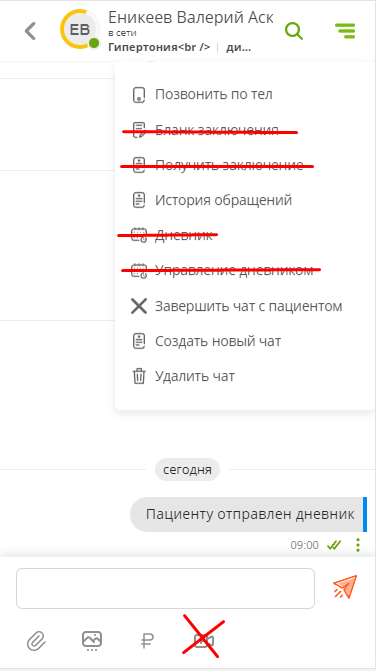 Еникеев Валерий Аск
ЕВ
в сети
Гипертония<br /> | ди...
Позвонить по тел
Бланк заключения
Получить заключение
История обращений
Дневник
Управление дневником
Завершить чат с пациентом
Создать новый чат
Удалить чат
сегодня
Пациенту отправлен дневник
09:00